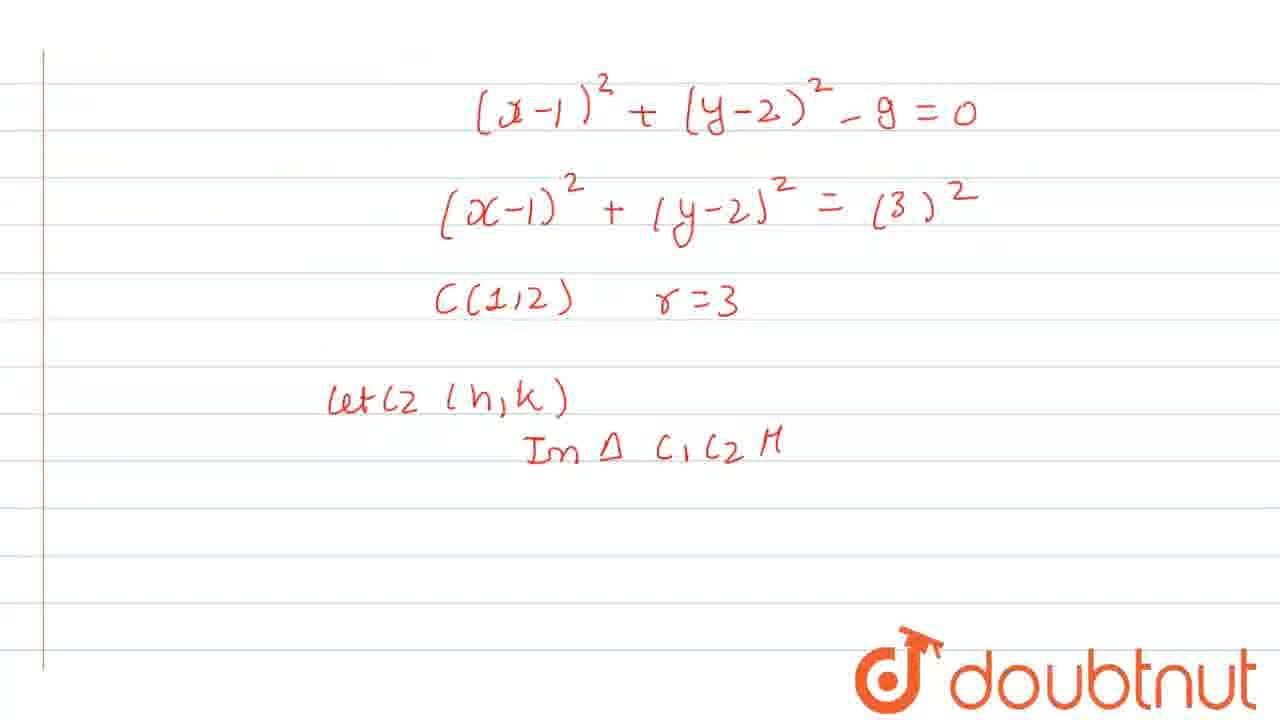 (x-1)² + (y-2)² - 9 = 0
(x-1)² + (y-2)² = (3)²
C(1,2) r = 3
let C2 (h, k)
In Δ C₁ C₂ M
doubtnut